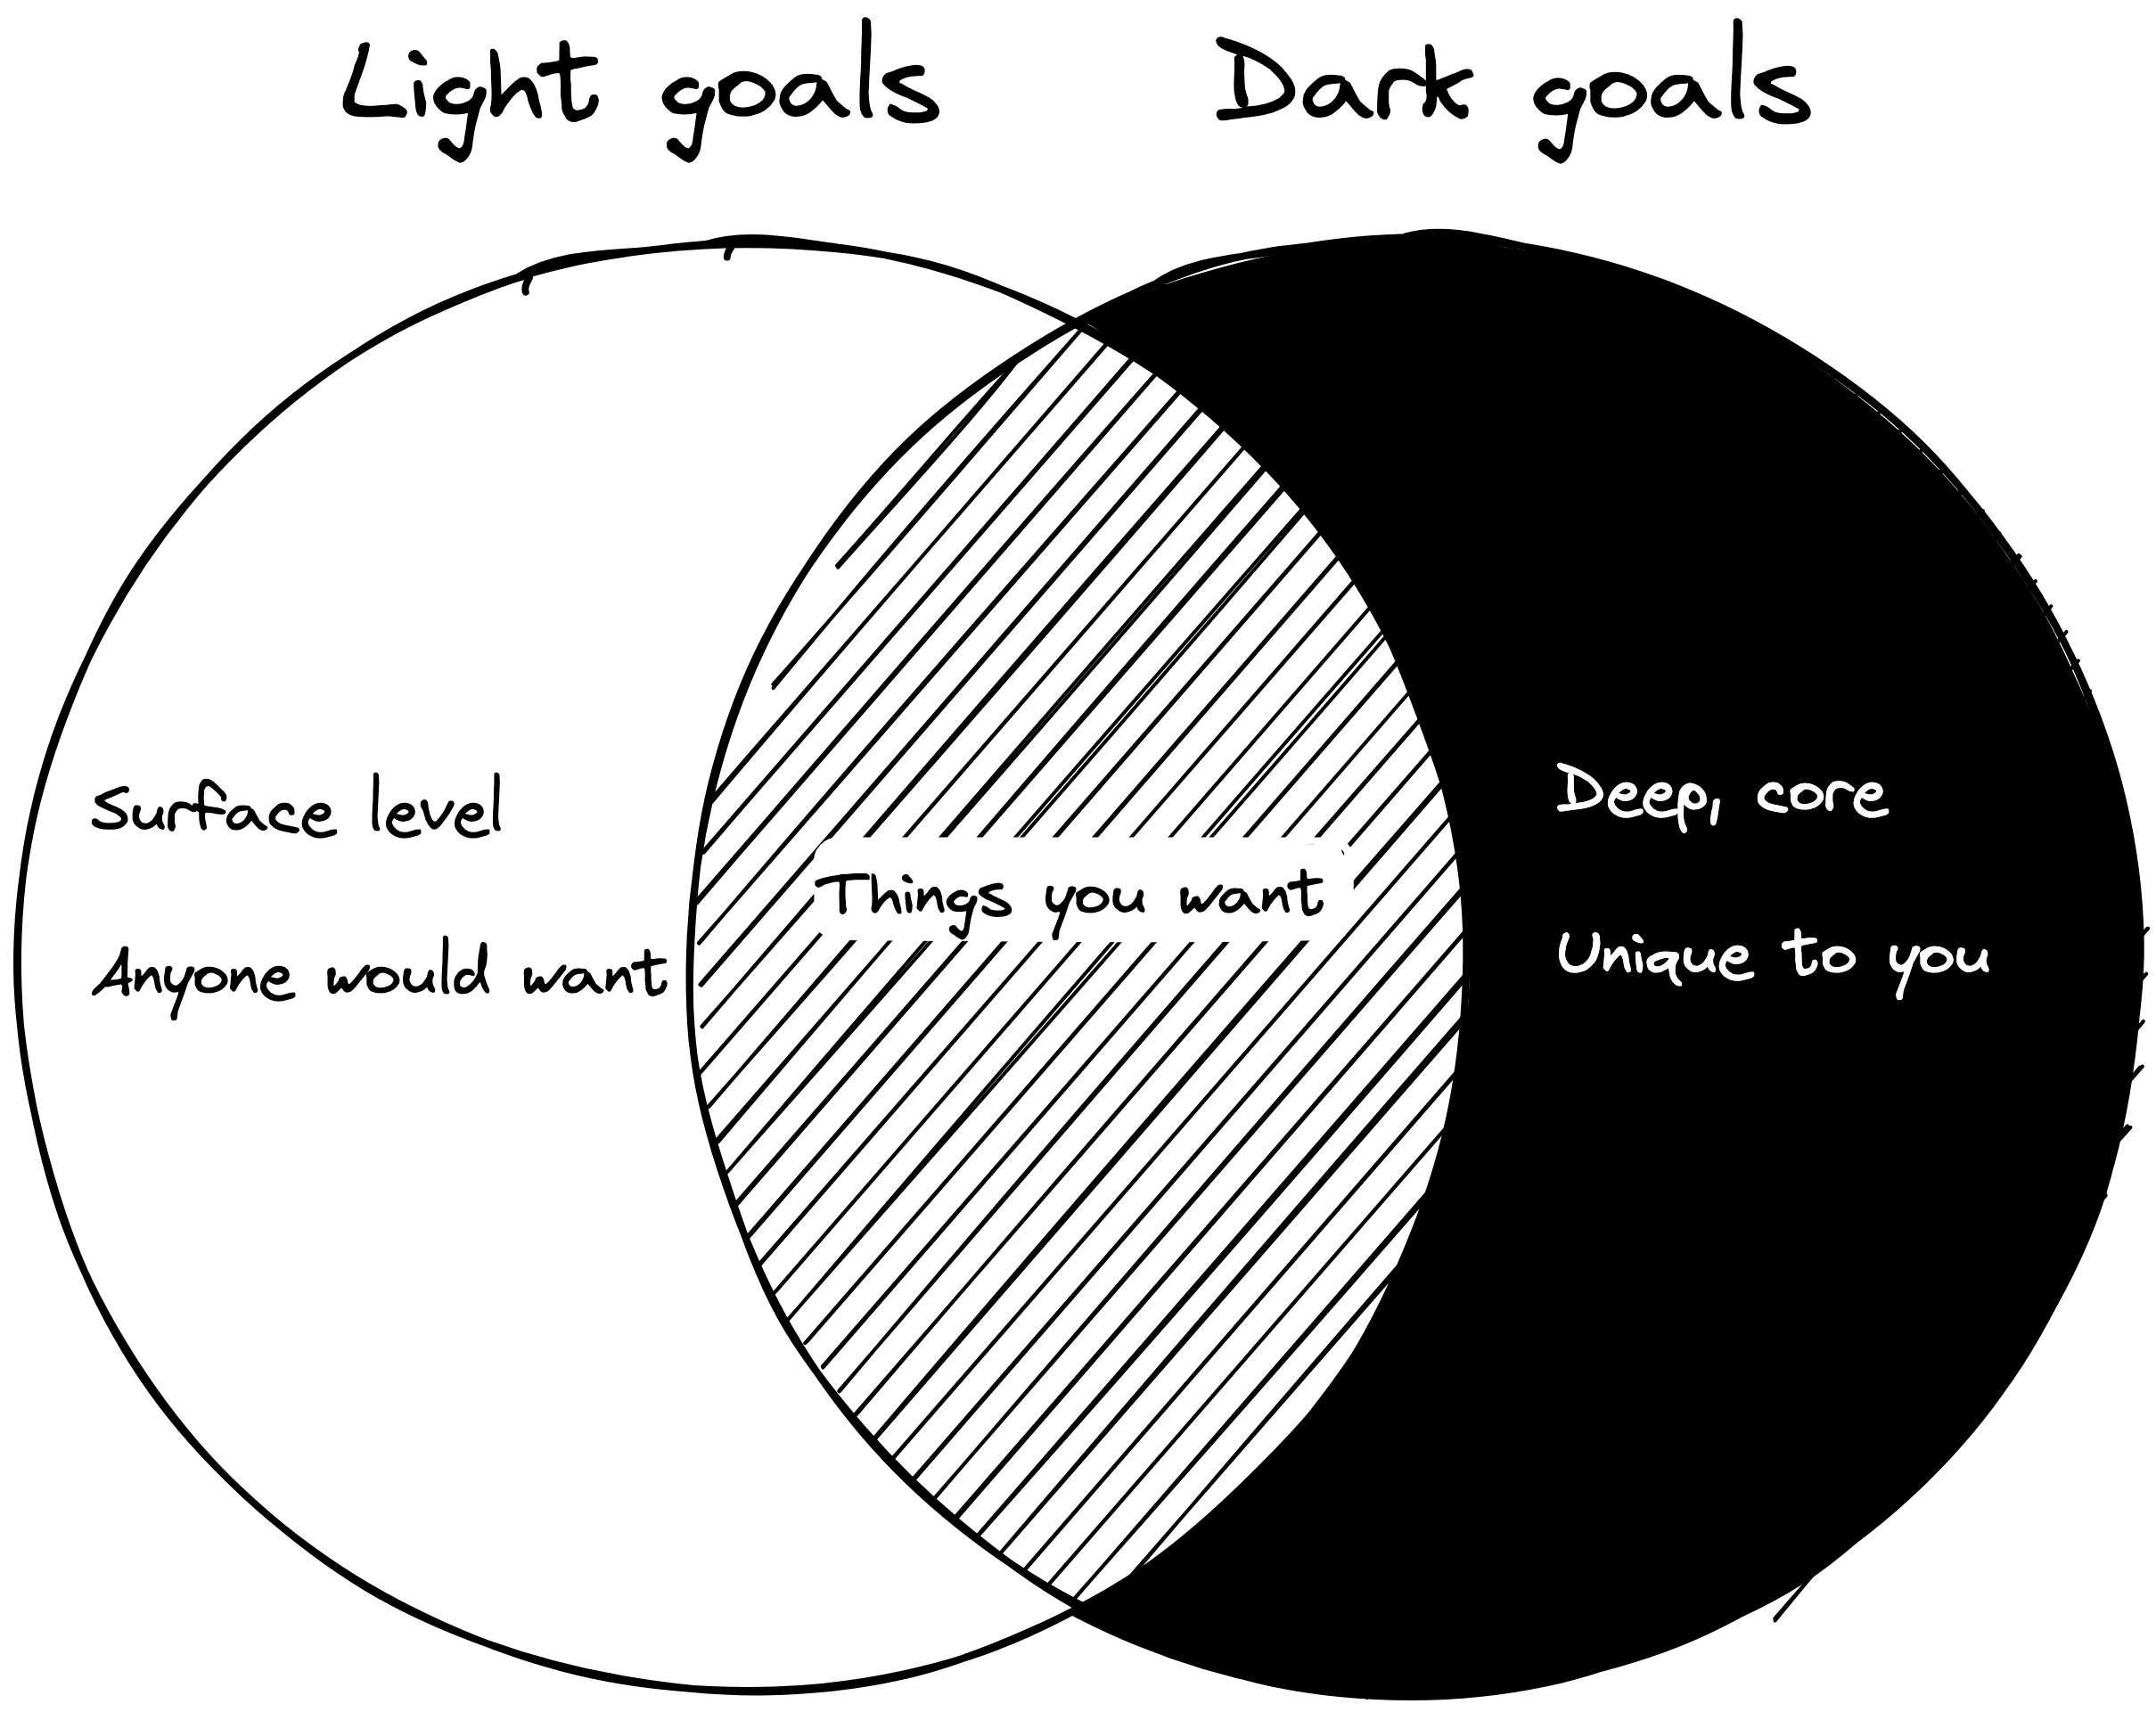 Light goals
Dark goals
Surface level
Anyone would want
Things you want
Deep core
Unique to you